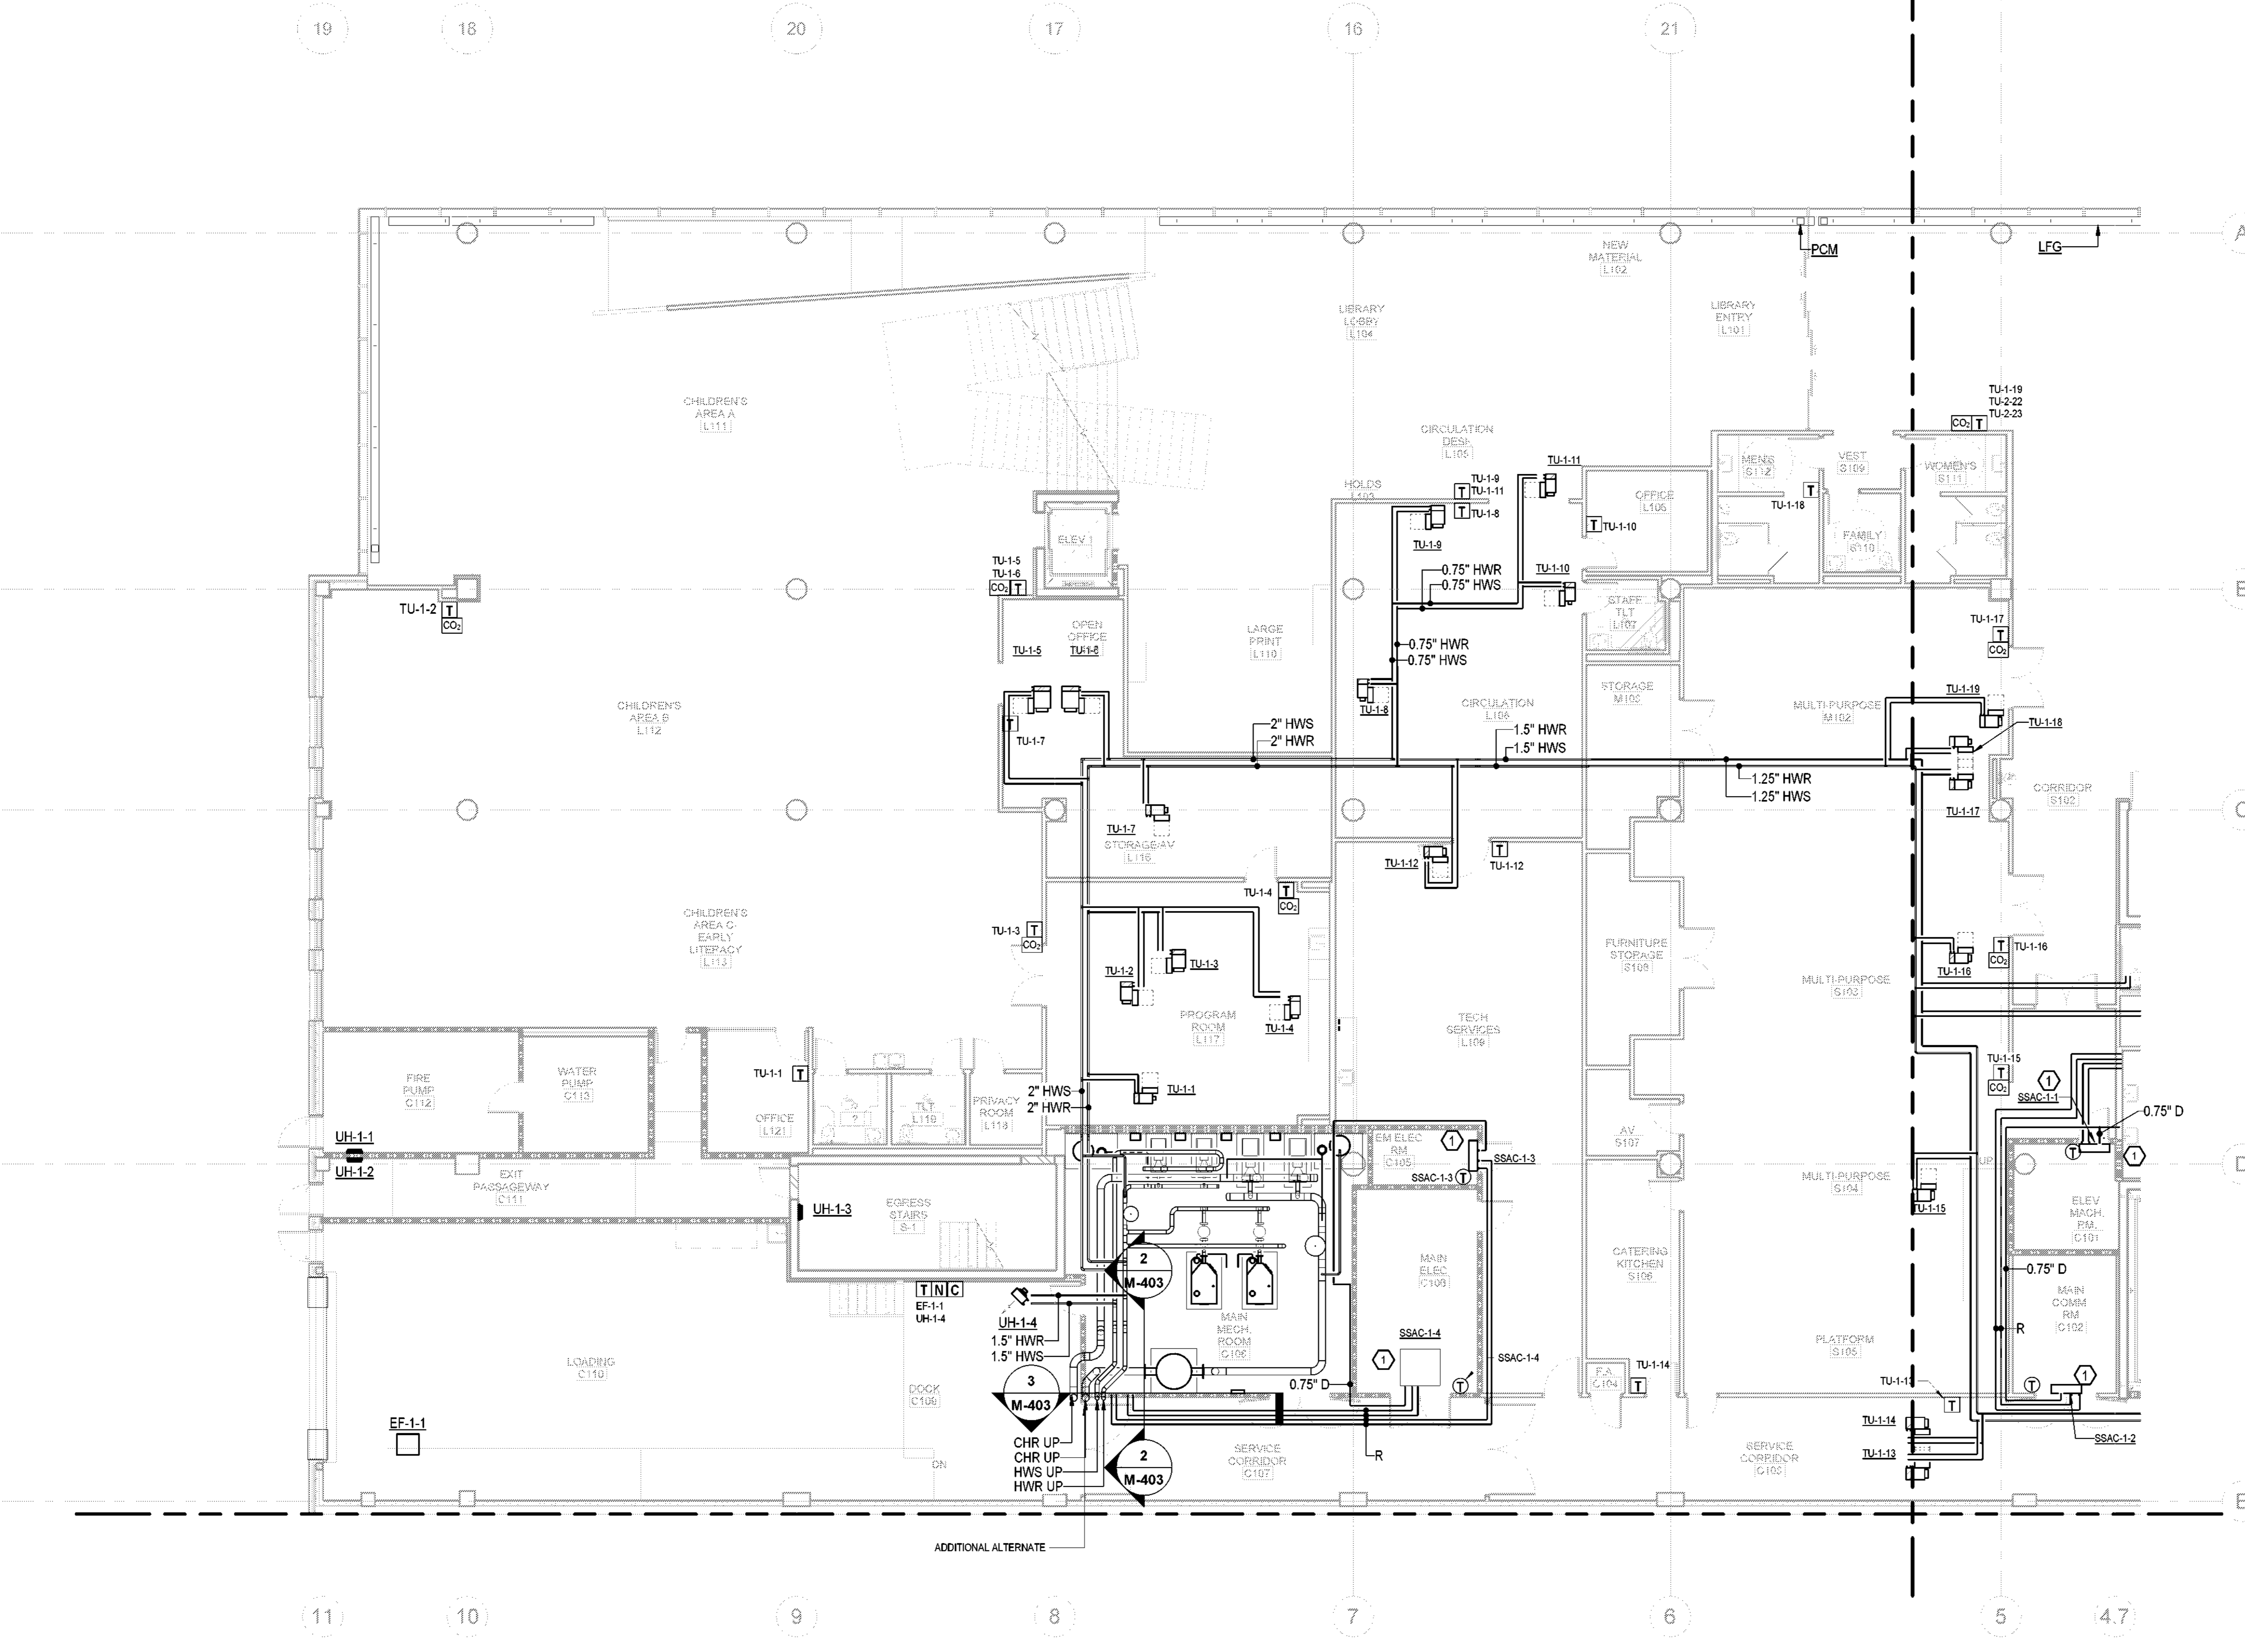 19
18
20
17
16
21
A
PCM
LFG
NEW
MATERIAL
L102
LIBRARY
LOBBY
L104
LIBRARY
ENTRY
L101
CHILDREN'S
AREA A
L111
TU-1-19
TU-2-22
TU-2-23
CO₂ T
CIRCULATION
L105
HOLDS
L103
TU-1-9
T TU-1-11
T TU-1-8
TU-1-11
TU-1-9
OFFICE
T TU-1-10
TU-1-10
MEN'S
S112
VEST
S109
WOMEN'S
S111
T
TU-1-18
FAMILY
S110
ELEV 1
TU-1-5
TU-1-6
CO₂ T
0.75" HWR
0.75" HWS
B
TU-1-2 T
CO₂
OPEN
OFFICE
TU-1-5
TU-1-6
LARGE
PRINT
L110
STAFF
TLT
L107
TU-1-17
T
CO₂
0.75" HWR
0.75" HWS
CHILDREN'S
AREA B
L112
T
TU-1-7
TU-1-8
CIRCULATION
STORAGE
MULTI-PURPOSE
M102
TU-1-19
TU-1-18
2" HWS
2" HWR
1.5" HWR
1.5" HWS
1.25" HWR
1.25" HWS
TU-1-17
CORRIDOR
S102
C
TU-1-7
STORAGE/AV
L116
TU-1-12
T
TU-1-12
TU-1-4 T
CO₂
CHILDREN'S
AREA C-
EARLY
LITERACY
L113
TU-1-3 T
CO₂
TU-1-2
TU-1-3
TU-1-4
PROGRAM
ROOM
L117
TECH
SERVICES
L109
FURNITURE
STORAGE
S108
MULTI-PURPOSE
S103
T TU-1-16
CO₂
TU-1-16
FIRE
PUMP
C112
WATER
PUMP
C113
TU-1-1 T
OFFICE
L121
?
TLT
L119
PRIVACY
ROOM
L118
2" HWS
2" HWR
TU-1-1
AV
S107
TU-1-15
T
CO₂
1
SSAC-1-1
0.75" D
T
1
UH-1-1
UH-1-2
EXIT
PASSAGEWAY
C111
UH-1-3
EGRESS
STAIRS
S-1
EM ELEC
RM
C105
1
SSAC-1-3
SSAC-1-3 T
MULTI-PURPOSE
S104
UP
TU-1-15
ELEV
MACH.
RM.
C101
D
2
M-403
MAIN
ELEC
C108
CATERING
KITCHEN
S106
0.75" D
MAIN
COMM
RM
C102
R
T N C
EF-1-1
UH-1-4
UH-1-4
1.5" HWR
1.5" HWS
MAIN
MECH.
ROOM
C106
SSAC-1-4
1
SSAC-1-4
T
0.75" D
PLATFORM
S105
LOADING
C110
DOCK
C109
3
M-403
F.A.
C104
TU-1-14
T
TU-1-13
T
T
1
SSAC-1-2
EF-1-1
DN
CHR UP
CHR UP
HWS UP
HWR UP
2
M-403
SERVICE
CORRIDOR
C107
R
SERVICE
CORRIDOR
C103
TU-1-14
TU-1-13
E
ADDITIONAL ALTERNATE
11
10
9
8
7
6
5
4.7